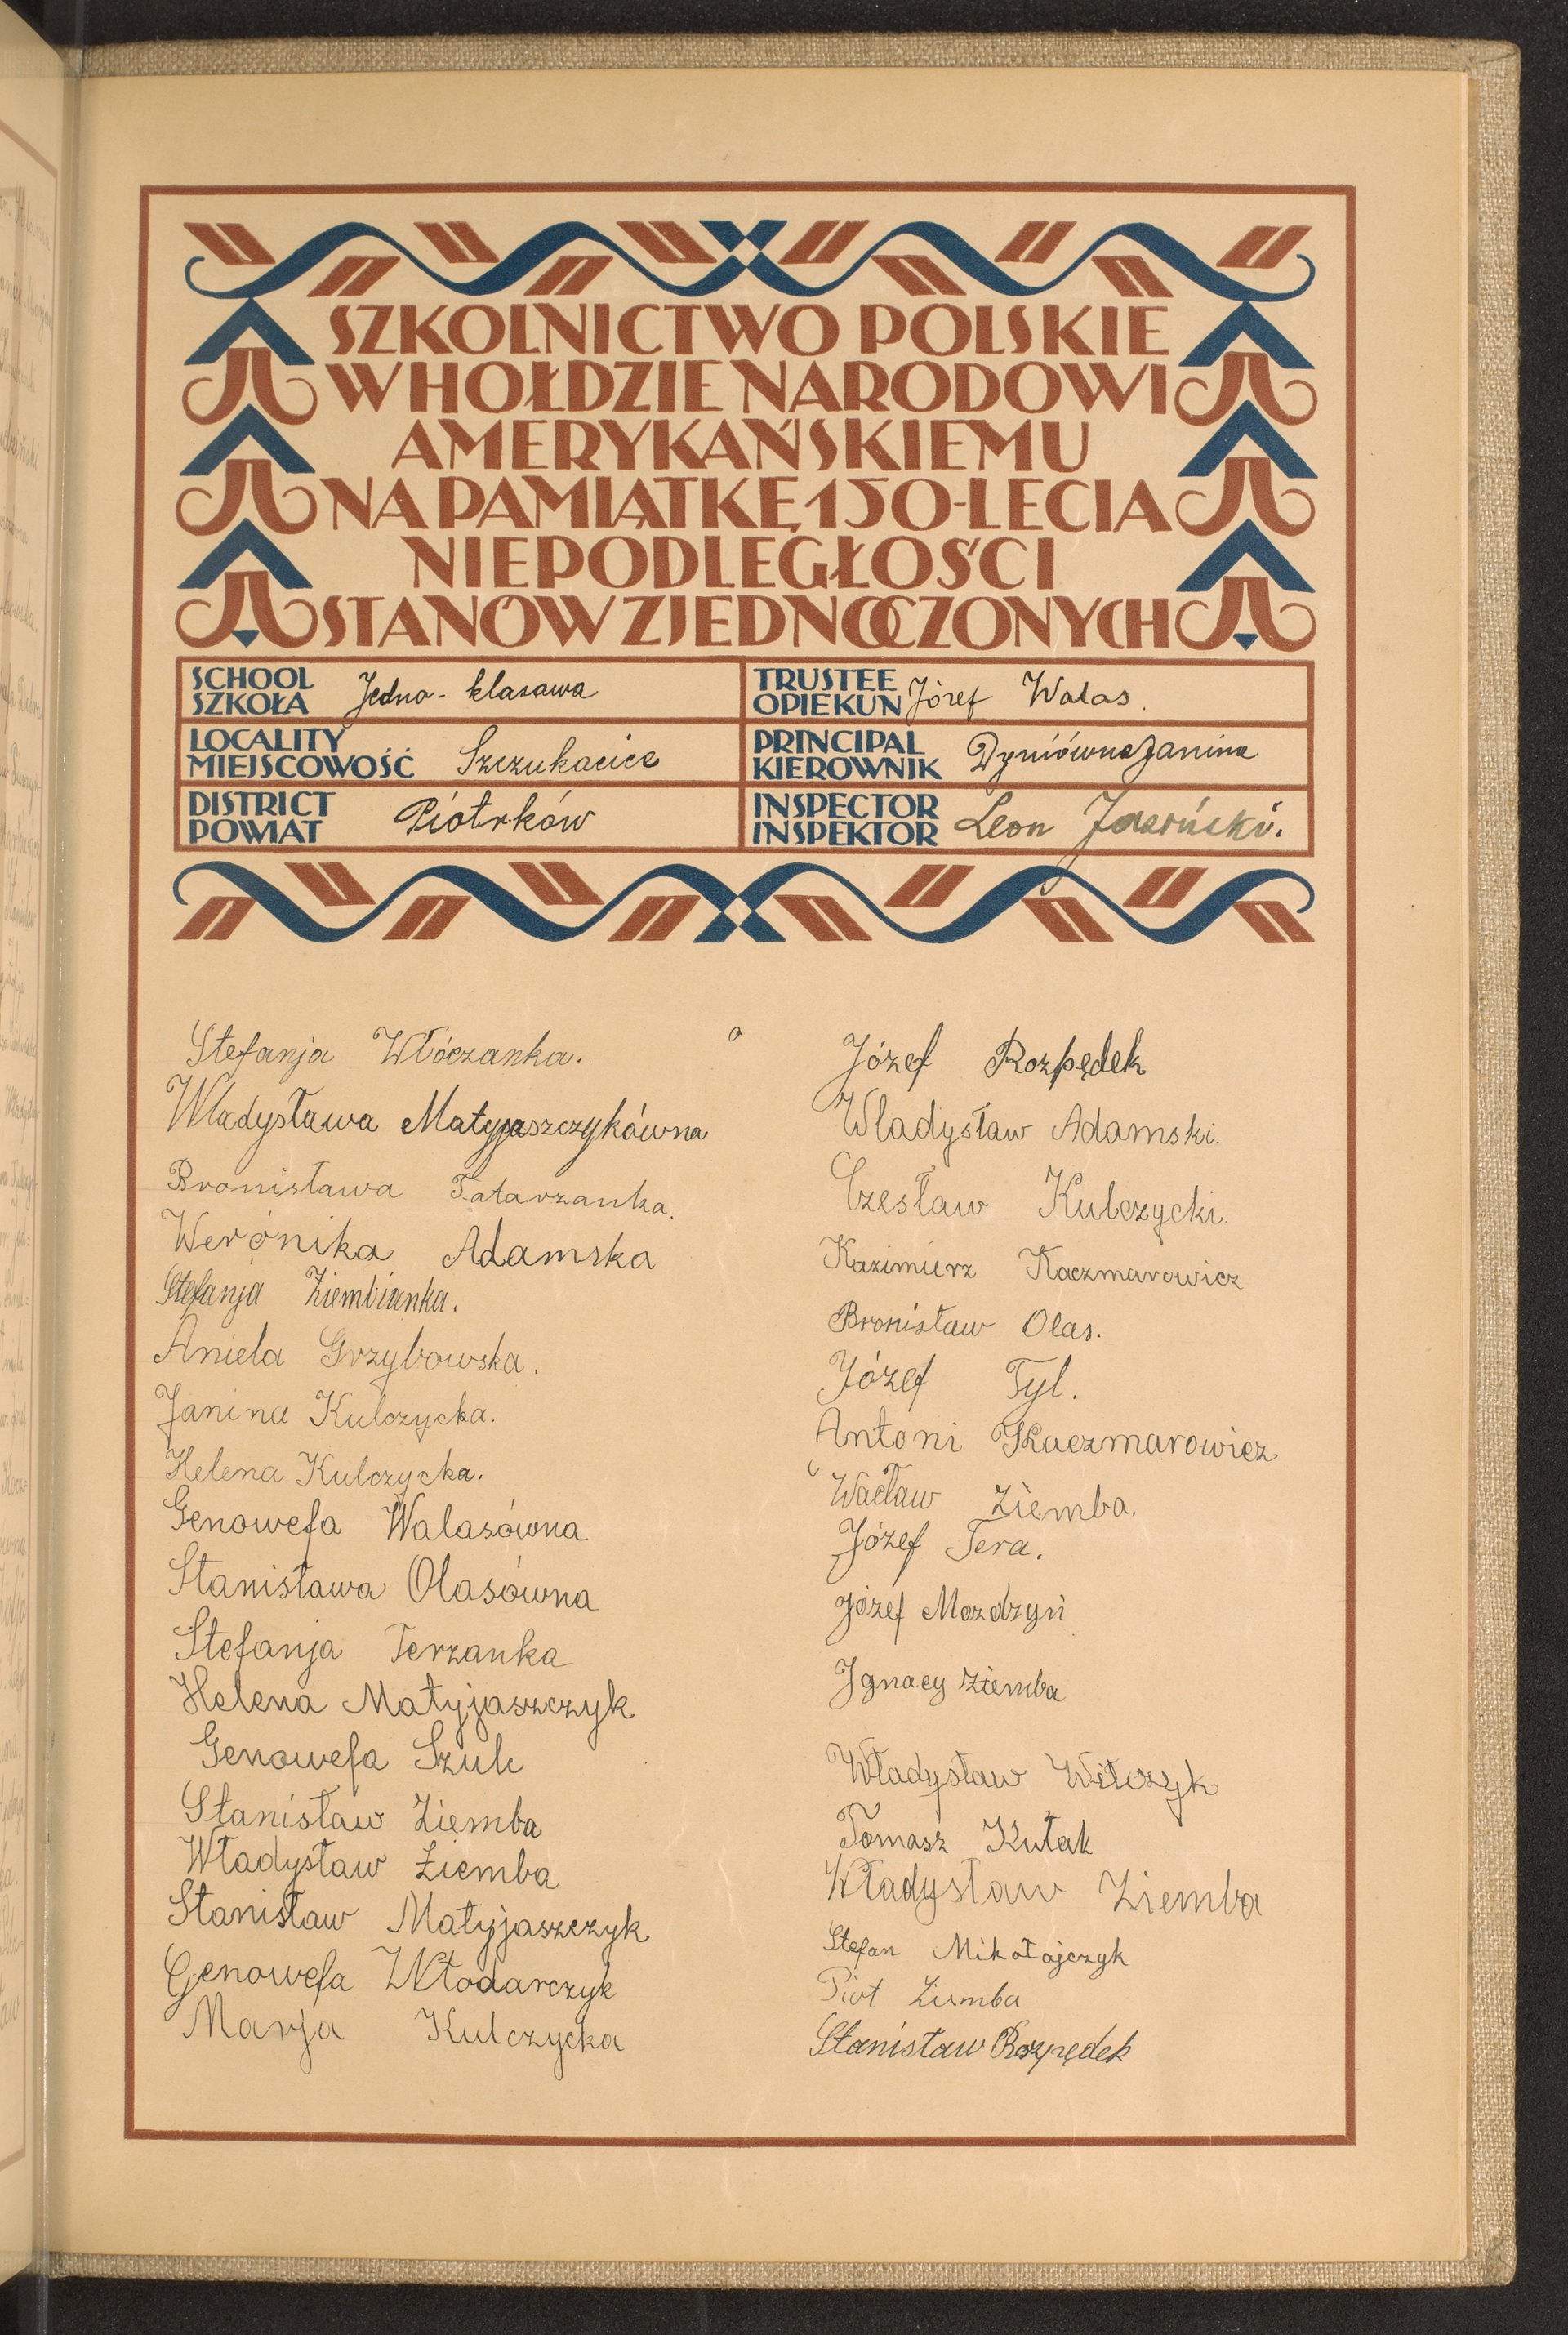 SZKOLNICTWO POLSKIE
W HOŁDZIE NARODOWI
AMERYKAŃSKIEMU
NA PAMIĄTKĘ 150-LECIA
NIEPODLEGŁOŚCI
STANÓW ZJEDNOCZONYCH
SCHOOL
SZKOŁA Jedno-klasowa
TRUSTEE
OPIEKUN Józef Walas.
LOCALITY
MIEJSCOWOŚĆ Szczukocice
PRINCIPAL
KIEROWNIK Dyniówna Janina
DISTRICT
POWIAT Piotrków
INSPECTOR
INSPEKTOR Leon
Stefanja Włóczanka.
Władysława Matyjaszczykówna
Bronisława Tatarzanka.
Weronika Adamska
Stefanja Ziembianka.
Aniela Grzybowska.
Janina Kulczycka.
Helena Kulczycka.
Genowefa Walasówna
Stanisława Olasówna
Stefanja Terzanka
Helena Matyjaszczyk
Genowefa Szulc
Stanisław Ziemba
Władysław Ziemba
Stanisław Matyjaszczyk
Genowefa Włodarczyk
Marja Kulczycka
Józef Rozpędek
Wladysław Adamski.
Czesław Kulczycki.
Kazimierz Kaczmarowicz
Bronisław Olas.
Józef Tyl.
Antoni Kaczmarowicz
Wacław Ziemba.
Józef Tera.
Józef Mozdzyń
Ignacy Ziemba
Władysław Witczyk
Tomasz Kułak
Władysław Ziemba
Stefan Mikołajczyk
Piot Ziemba
Stanisław Rozpędek